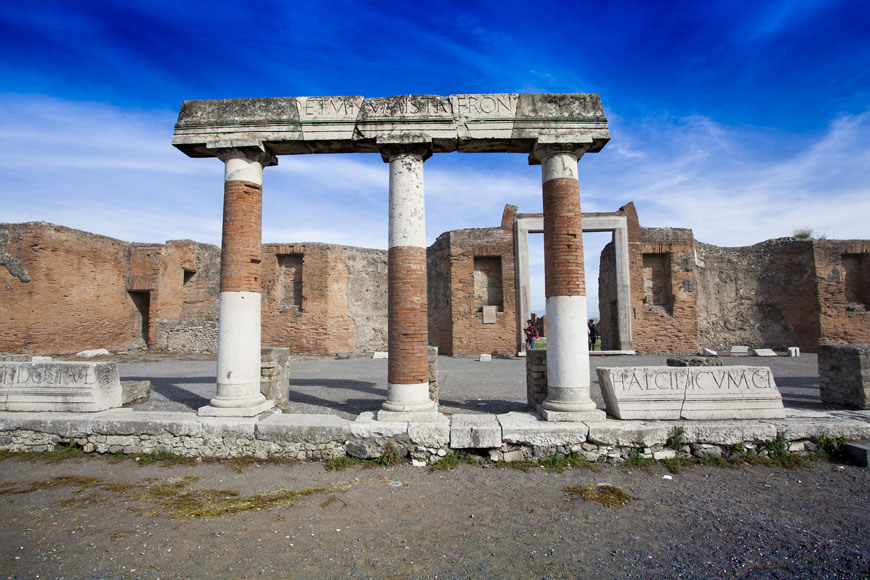 ET M NVMISTRI FRON
HALCIDICVM C